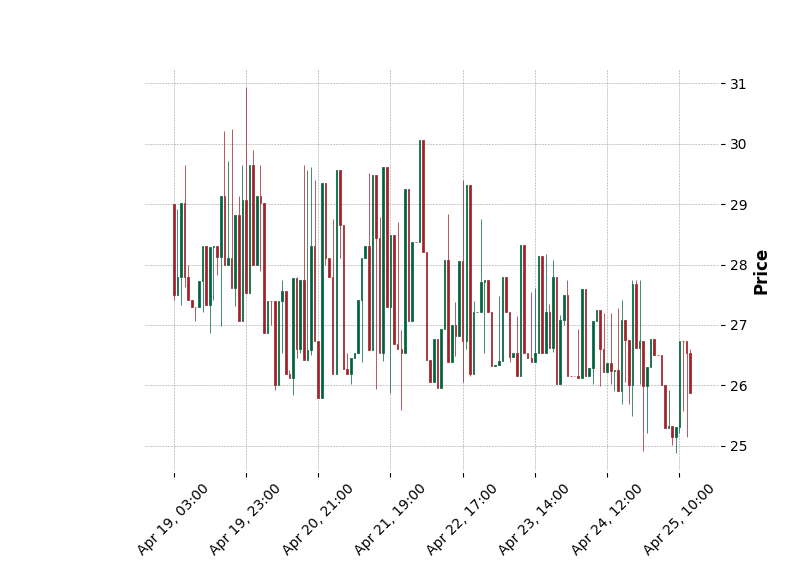 31
30
29
28
27
26
25
Price
Apr 19, 03:00
Apr 19, 23:00
Apr 20, 21:00
Apr 21, 19:00
Apr 22, 17:00
Apr 23, 14:00
Apr 24, 12:00
Apr 25, 10:00